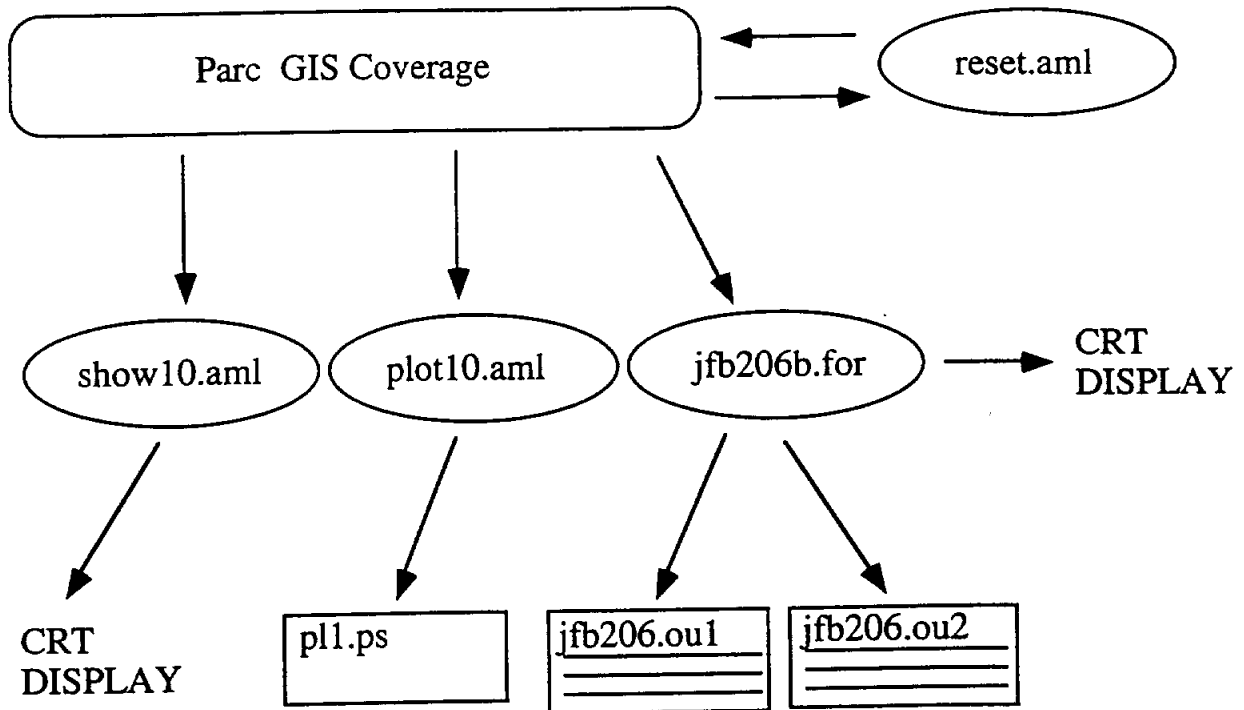 Parc GIS Coverage
reset.aml
show10.aml
plot10.aml
jfb206b.for
CRT
DISPLAY
CRT
DISPLAY
pl1.ps
jfb206.ou1
jfb206.ou2